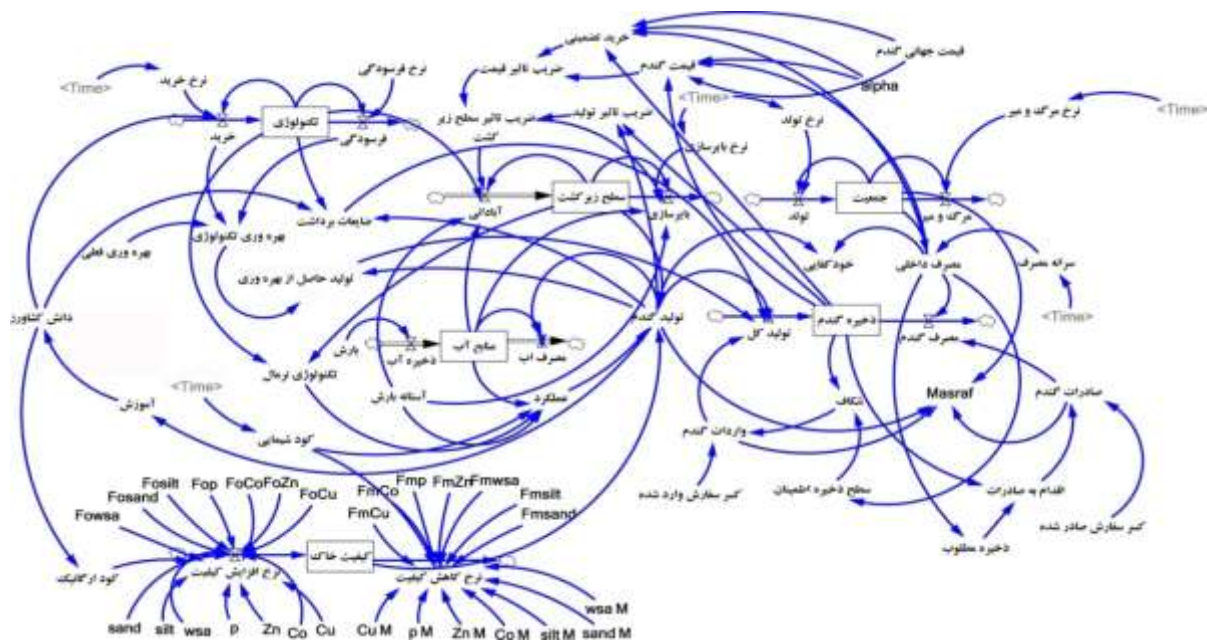 خرید تضمینی
قیمت جهانی گندم
نرخ فرسودگی
ضریب تاثیر قیمت
قیمت گندم
alpha
نرخ خرید
<Time>
<Time>
نرخ مرگ و میر
<Time>
تکنولوژی
خرید
فرسودگی
ضریب تاثیر سطح زیر
کشت
ضریب تاثیر تولید
نرخ تولد
نرخ بایرسازی
سطح زیرکشت
آبادانی
بایرسازی
جمعیت
تولد
مرگ و میر
ضایعات برداشت
بهره وری تکنولوژی
بهره وری فعلی
خودکفایی
مصرف داخلی
سرانه مصرف
تولید حاصل از بهره وری
<Time>
دانش کشاورز
تولید گندم
تولید کل
ذخیره گندم
مصرف گندم
بارش
ذخیره آب
منابع آب
مصرف اب
تکنولوژی نرمال
<Time>
آستانه بارش
عملکرد
آموزش
شکاف
Masraf
صادرات گندم
واردات گندم
کود شیمیایی
کسر سفارش وارد شده
سطح ذخیره اطمینان
اقدام به صادرات
کسر سفارش صادر شده
ذخیره مطلوب
Fowsa
Fosand
Fosilt
Fop
FoCo
FoZn
FoCu
FmCu
FmCo
Fmp
FmZn
Fmwsa
Fmsilt
Fmsand
کود ارگانیک
نرخ افزایش کیفیت
کیفیت خاک
نرخ کاهش کیفیت
sand
silt
wsa
p
Zn
Co
Cu
Cu M
p M
Zn M
Co M
silt M
sand M
wsa M